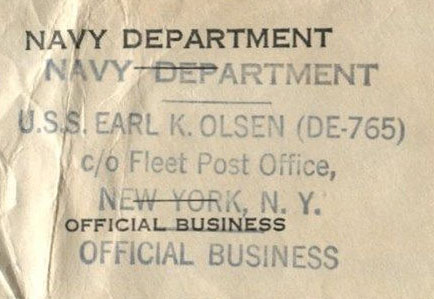 NAVY DEPARTMENT
NAVY DEPARTMENT
U.S.S. EARL K. OLSEN (DE-765)
c/o Fleet Post Office,
NEW YORK, N. Y.
OFFICIAL BUSINESS
OFFICIAL BUSINESS